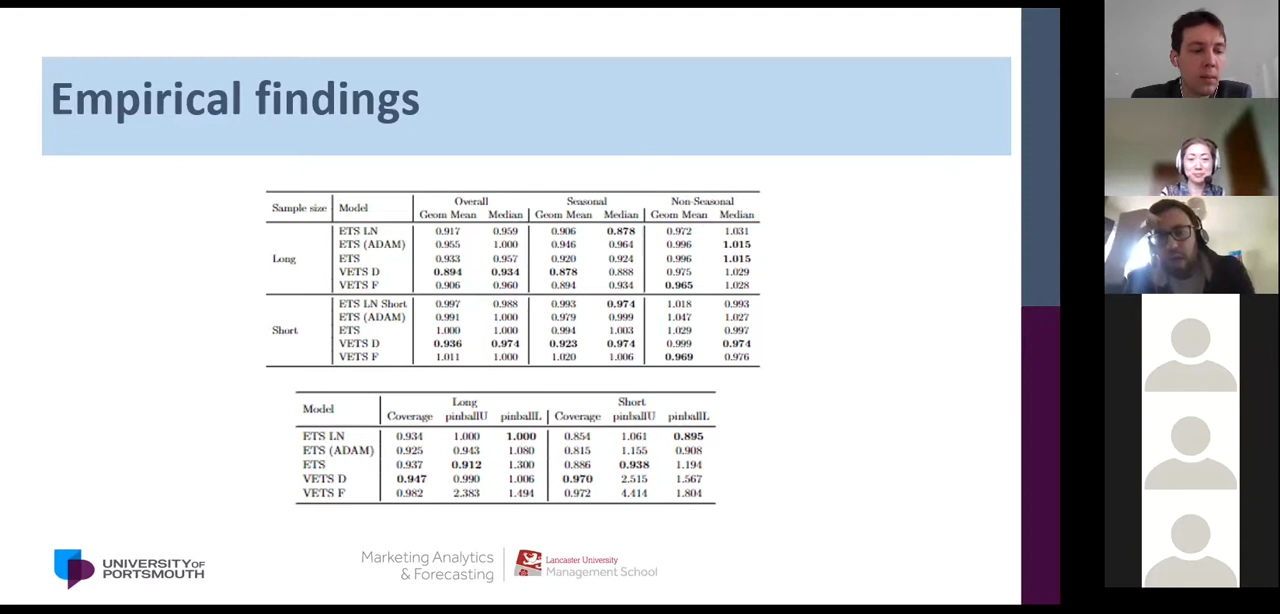 Empirical findings
Sample size Model Overall Seasonal Non-Seasonal
Geom Mean Median Geom Mean Median Geom Mean Median
Long
ETS LN 0.917 0.959 0.906 0.878 0.972 1.031
ETS (ADAM) 0.955 1.000 0.946 0.964 0.996 1.015
ETS 0.933 0.957 0.920 0.924 0.996 1.015
VETS D 0.894 0.934 0.878 0.888 0.975 1.029
VETS F 0.906 0.960 0.894 0.934 0.965 1.028
Short
ETS LN Short 0.997 0.988 0.993 0.974 1.018 0.993
ETS (ADAM) 0.991 1.000 0.979 0.999 1.047 1.027
ETS 1.000 1.000 0.994 1.003 1.029 0.997
VETS D 0.936 0.974 0.923 0.974 0.999 0.974
VETS F 1.011 1.000 1.020 1.006 0.969 0.976
Model Long Short
Coverage pinballU pinballL Coverage pinballU pinballL
ETS LN 0.934 1.000 1.000 0.854 1.061 0.895
ETS (ADAM) 0.925 0.943 1.080 0.815 1.155 0.908
ETS 0.937 0.912 1.300 0.886 0.938 1.194
VETS D 0.947 0.990 1.006 0.970 2.515 1.567
VETS F 0.982 2.383 1.494 0.972 4.414 1.804
UNIVERSITY OF
PORTSMOUTH
Marketing Analytics
& Forecasting
Lancaster University
Management School